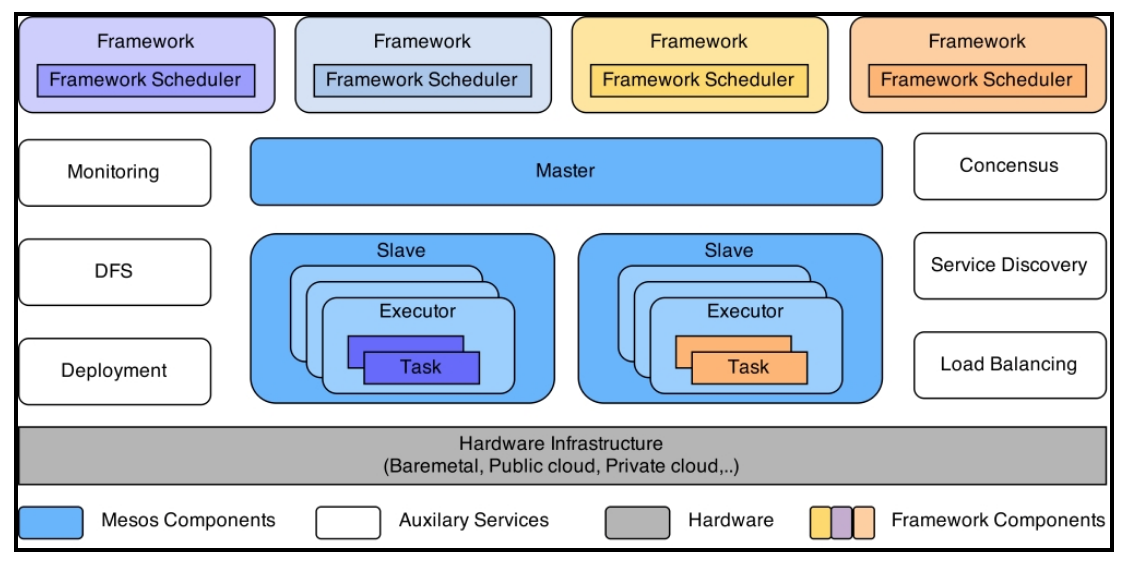 Framework
Framework Scheduler
Framework
Framework Scheduler
Framework
Framework Scheduler
Framework
Framework Scheduler
Monitoring
Master
Concensus
DFS
Slave
Executor
Task
Slave
Executor
Task
Service Discovery
Deployment
Load Balancing
Hardware Infrastructure
(Baremetal, Public cloud, Private cloud,..)
Mesos Components
Auxilary Services
Hardware
Framework Components